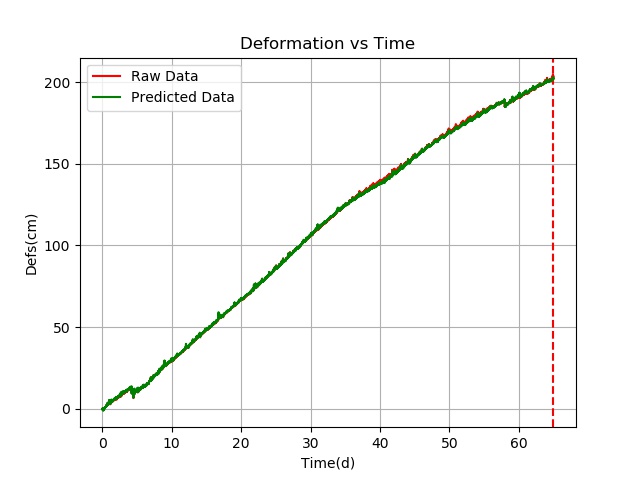 Deformation vs Time
Raw Data
Predicted Data
200
150
100
50
0
Defs(cm)
0 10 20 30 40 50 60
Time(d)